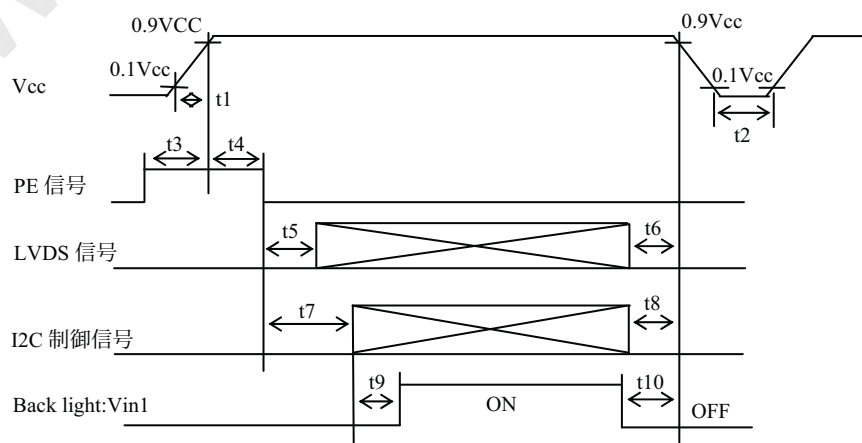 0.9VCC
0.9Vcc
0.1Vcc
0.1Vcc
Vcc
t1
t2
t3
t4
PE 信号
t5
t6
LVDS 信号
t7
t8
I2C 制御信号
t9
ON
t10
OFF
Back light:Vin1